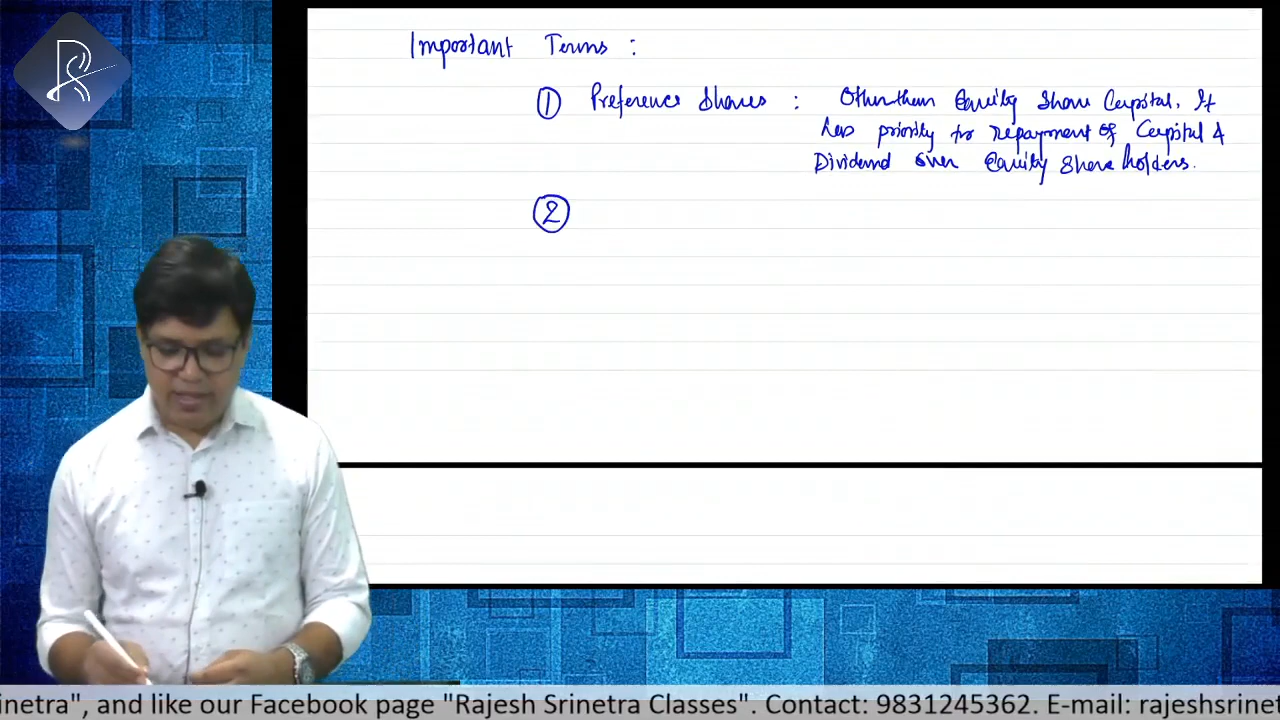 Important Terms :
① Preference Shares : Other than Equity Share Capital. It
has priority for repayment of Capital &
Dividend over Equity Share holders.
②
inetra", and like our Facebook page "Rajesh Srinetra Classes". Contact: 9831245362. E-mail: rajeshsrinet